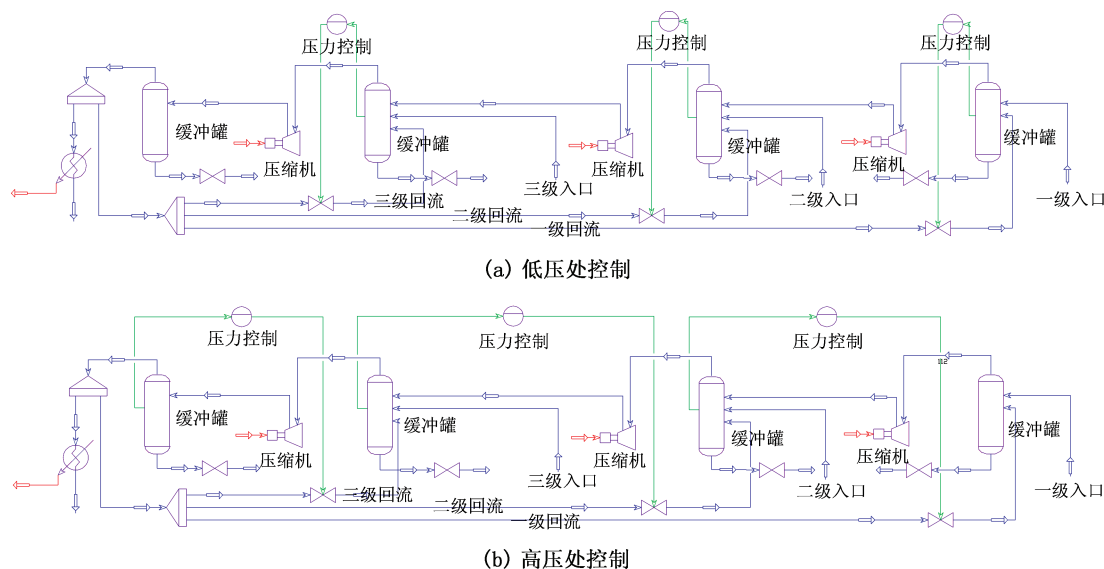 压力控制
压力控制
压力控制
缓冲罐
压缩机
缓冲罐
压缩机
缓冲罐
压缩机
缓冲罐
三级入口
二级入口
一级入口
三级回流
二级回流
一级回流
(a) 低压处控制
压力控制
压力控制
压力控制
缓冲罐
压缩机
缓冲罐
压缩机
缓冲罐
压缩机
缓冲罐
三级入口
二级入口
一级入口
三级回流
二级回流
一级回流
(b) 高压处控制